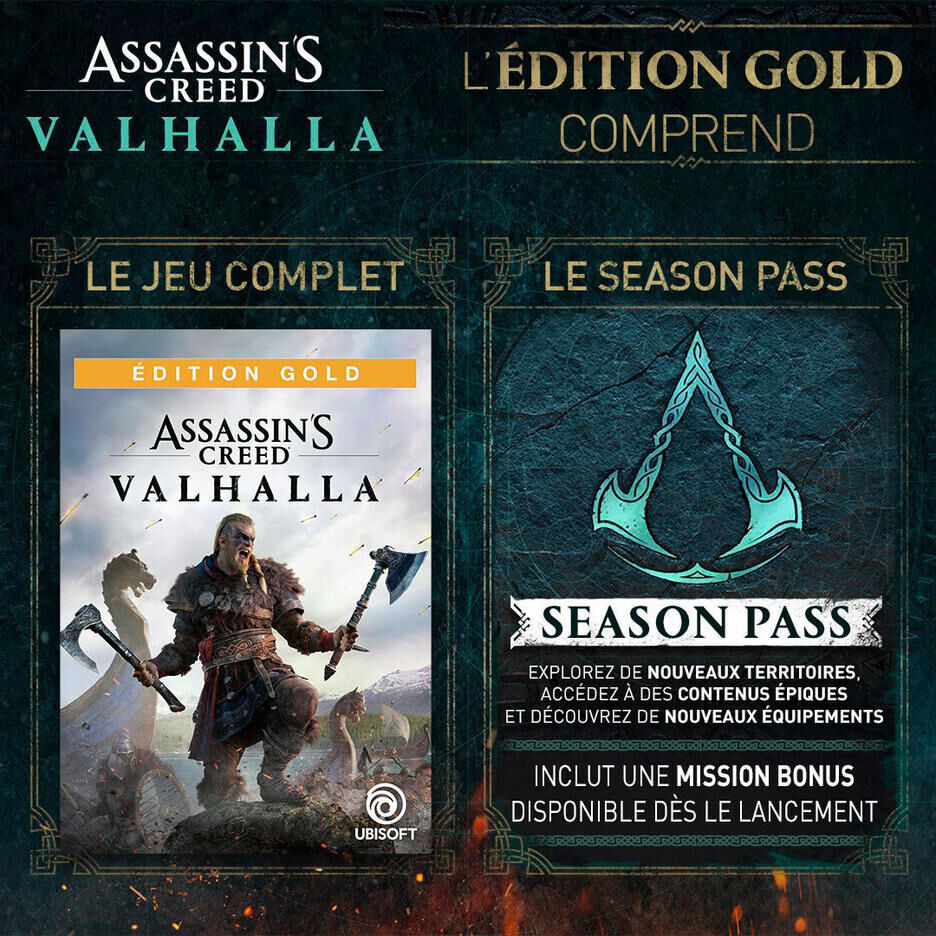 ASSASSIN'S
CREED
VALHALLA
L'ÉDITION GOLD
COMPREND
LE JEU COMPLET
ÉDITION GOLD
ASSASSIN'S
CREED
VALHALLA
UBISOFT
LE SEASON PASS
SEASON PASS
EXPLOREZ DE NOUVEAUX TERRITOIRES,
ACCÉDEZ À DES CONTENUS ÉPIQUES
ET DÉCOUVREZ DE NOUVEAUX ÉQUIPEMENTS
INCLUT UNE MISSION BONUS
DISPONIBLE DÈS LE LANCEMENT